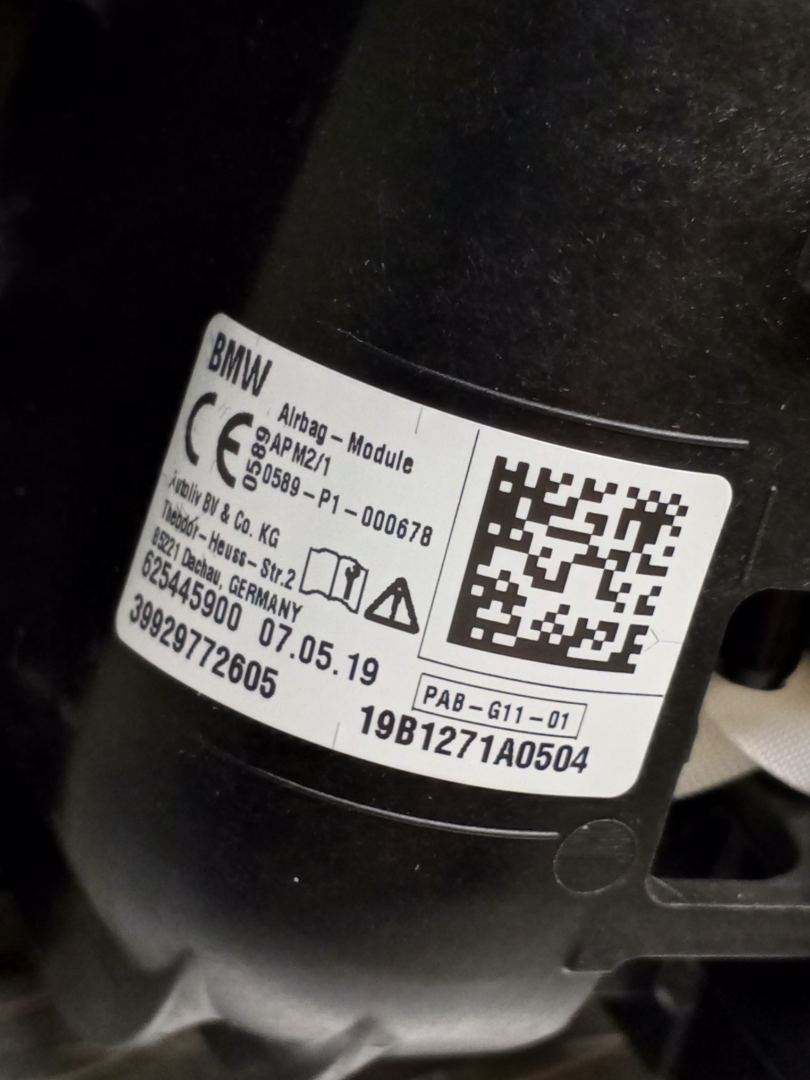 BMW
CE 0589
Airbag-Module
APM2/1
0589-P1-000678
Autoliv BV & Co. KG
Theodor-Heuss-Str.2
85221 Dachau, GERMANY
625445900 07.05.19
39929772605
PAB-G11-01
19B1271A0504